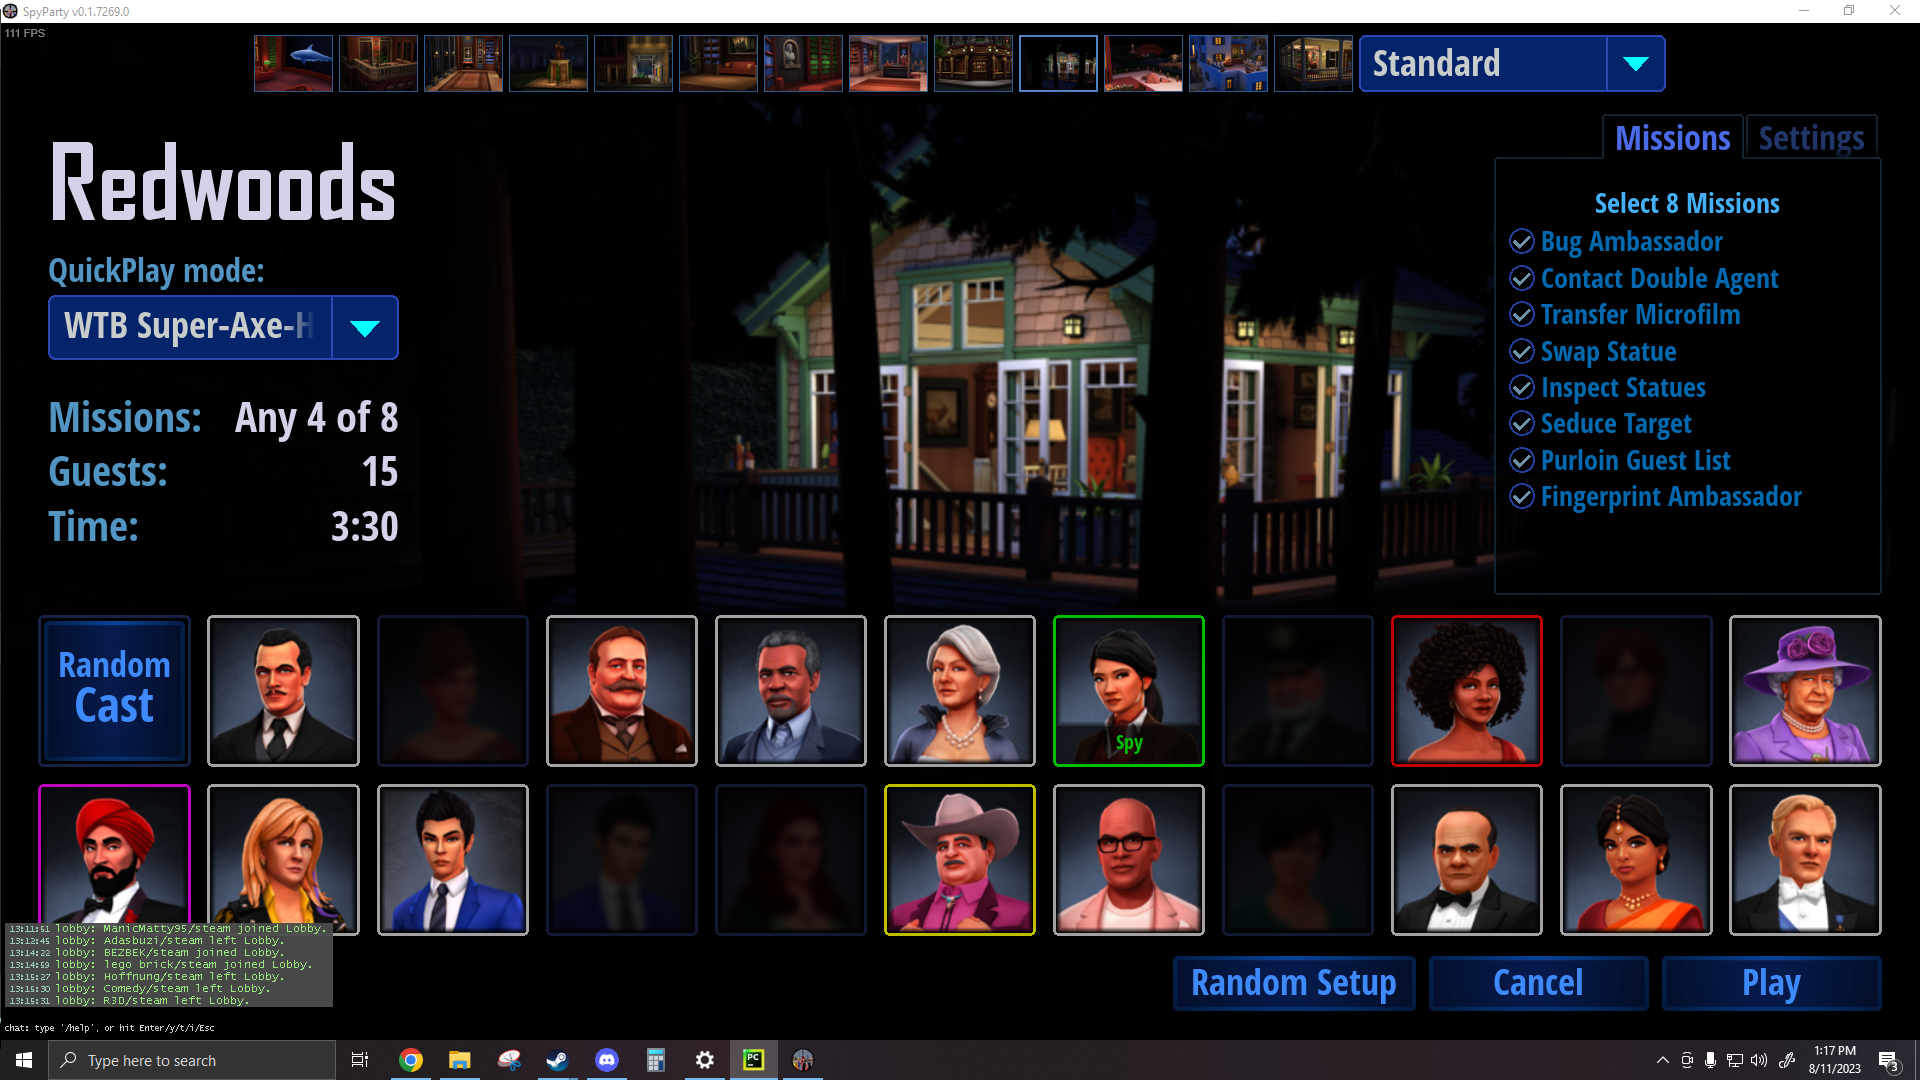 SpyParty v0.1.7269.0
111 FPS
Standard
Redwoods
QuickPlay mode:
WTB Super-Axe-H
Missions: Any 4 of 8
Guests: 15
Time: 3:30
Missions
Settings
Select 8 Missions
Bug Ambassador
Contact Double Agent
Transfer Microfilm
Swap Statue
Inspect Statues
Seduce Target
Purloin Guest List
Fingerprint Ambassador
Random
Cast
Spy
13:11:51 lobby: ManicMatty95/steam joined Lobby.
13:12:45 lobby: Adasbuzi/steam left Lobby.
13:14:22 lobby: BEZBEK/steam joined Lobby.
13:14:59 lobby: lego brick/steam joined Lobby.
13:15:27 lobby: Hoffnung/steam left Lobby.
13:15:30 lobby: Comedy/steam left Lobby.
13:15:31 lobby: R3D/steam left Lobby.
chat: type '/help', or hit Enter/y/t/i/Esc
Random Setup
Cancel
Play
Type here to search
PC
1:17 PM
8/11/2023
3